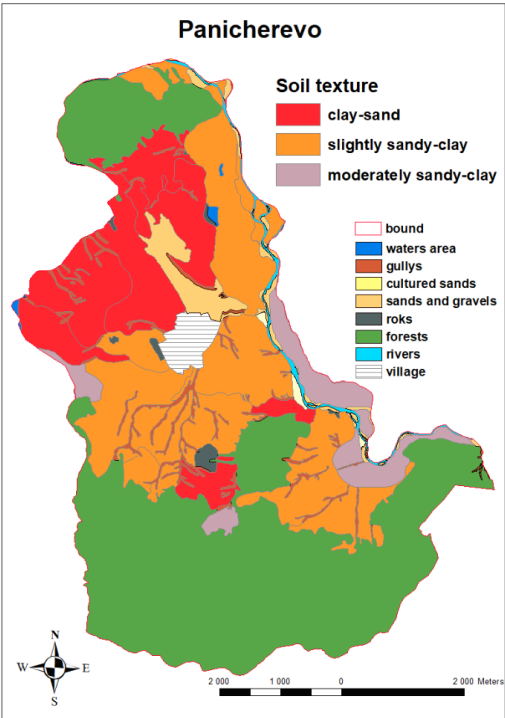 Panicherevo
Soil texture
clay-sand
slightly sandy-clay
moderately sandy-clay
bound
waters area
gullys
cultured sands
sands and gravels
roks
forests
rivers
village
N
W E
S
2 000 1 000 0 2 000 Meters